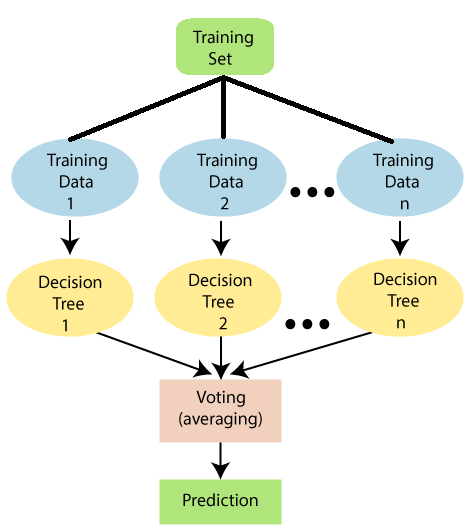 Training
Set
Training
Data
1
Training
Data
2
Training
Data
n
Decision
Tree
1
Decision
Tree
2
Decision
Tree
n
Voting
(averaging)
Prediction